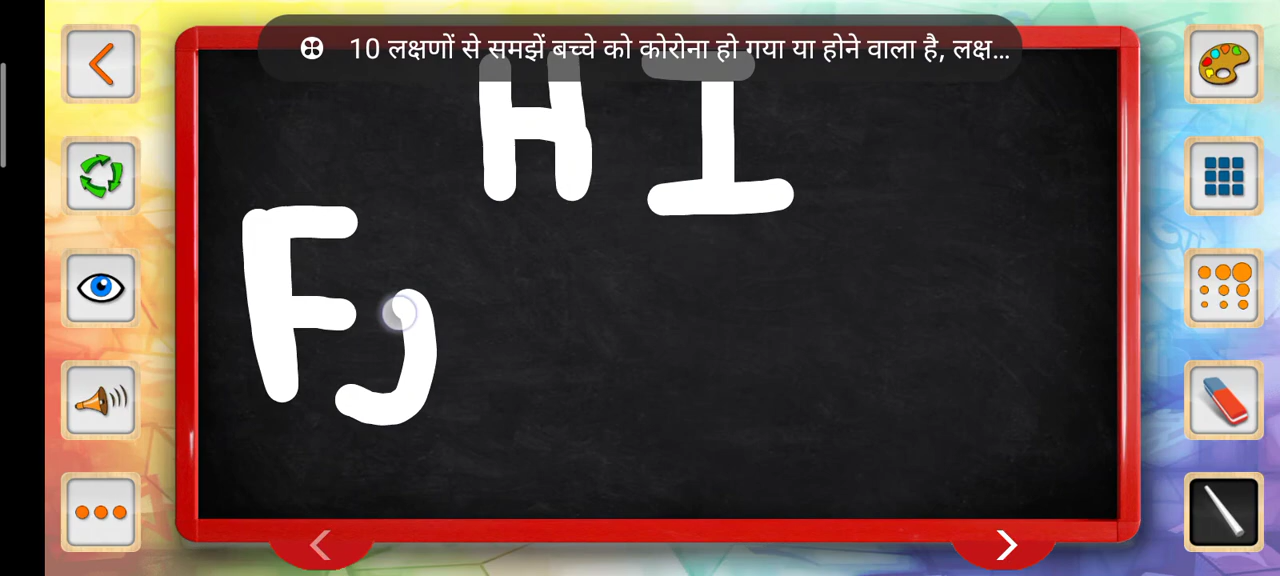 10 लक्षणों से समझें बच्चे को कोरोना हो गया या होने वाला है, लक्ष...
H I
F J